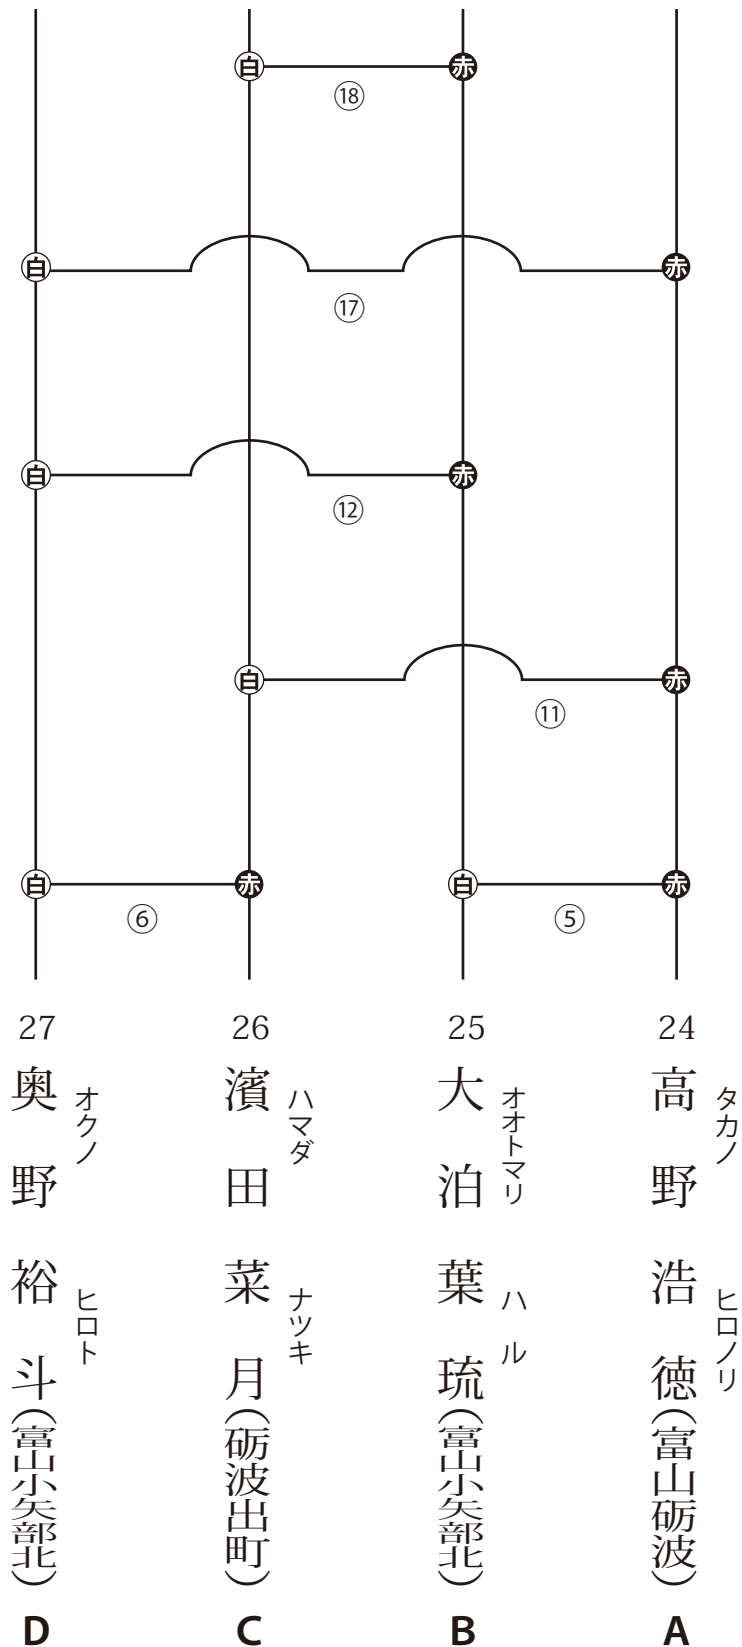 白 赤
⑱
白 赤
⑰
白 赤
⑫
白 赤
⑪
白 赤 白 赤
⑥ ⑤
24
高野浩徳(富山砺波)
タカノ ヒロノリ
A
25
大泊葉琉(富山小矢部北)
オオトマリ ハル
B
26
濱田菜月(砺波出町)
ハマダ ナツキ
C
27
奥野裕斗(富山小矢部北)
オクノ ヒロト
D